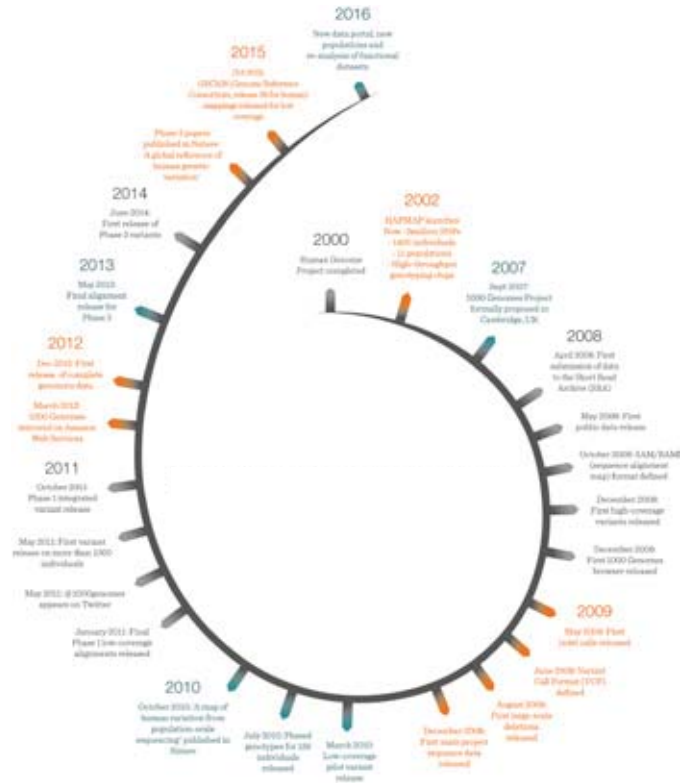 2016
New data portal, new
populations and
re-analysis of functional
datasets
2015
mappings released for low
coverage
Phase 3 papers
published in Nature
'A global reference of
human genetic
variation'
2014
June 2014:
First release of
Phase 3 variants
2013
May 2013:
Final alignment
release for
Phase 3
2012
Dec 2012: First
release of complete
genomics data
March 2012:
1000 Genomes
Web Services
2011
October 2011:
Phase 1 integrated
variant release
May 2011: First variant
release on more than 1000
individuals
May 2011: @1000genomes
appears on Twitter
January 2011: Final
Phase 1 low coverage
alignments released
2010
October 2010: 'A map of
human variation from
population scale
sequencing' published in
Nature
July 2010: Phased
genotypes for 159
individuals
released
March 2010:
Low-coverage
pilot variant
release
2000
Human Genome
Project completed
2002
HAPMAP launches
- 11 populations
- High-throughput
genotyping chips
2007
Sept 2007:
1000 Genomes Project
formally proposed in
Cambridge, UK
2008
April 2008: First
submission of data
to the Short Read
Archive (SRA)
May 2008: First
public data release
October 2008: SAM/BAM
(sequence alignment
map) format defined
December 2008:
First high-coverage
variants released
December 2008:
First 1000 Genomes
browser released
2009
May 2009: First
indel calls released
June 2009: Variant
Call Format (VCF)
defined
August 2009:
First large scale
deletions
released
December 2009:
First main project
sequence data
released